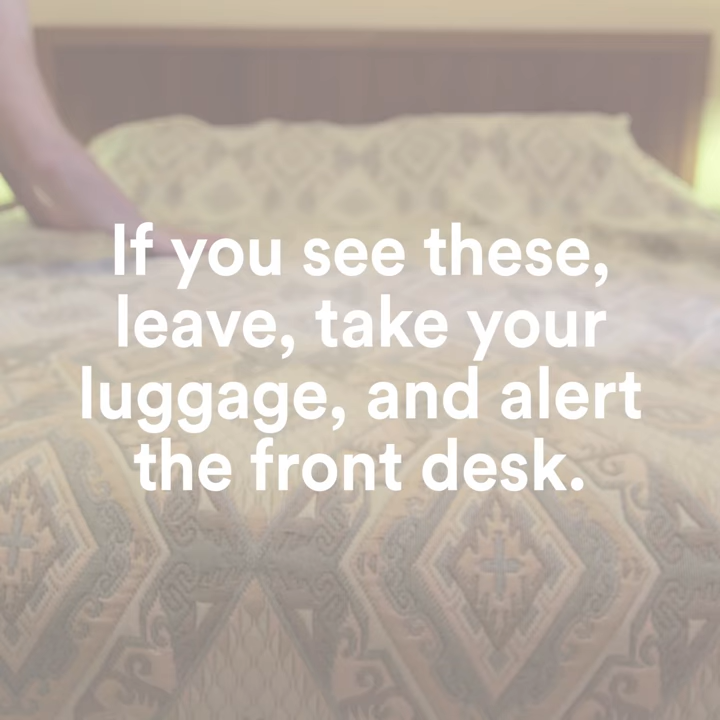 If you see these,
leave, take your
luggage, and alert
the front desk.